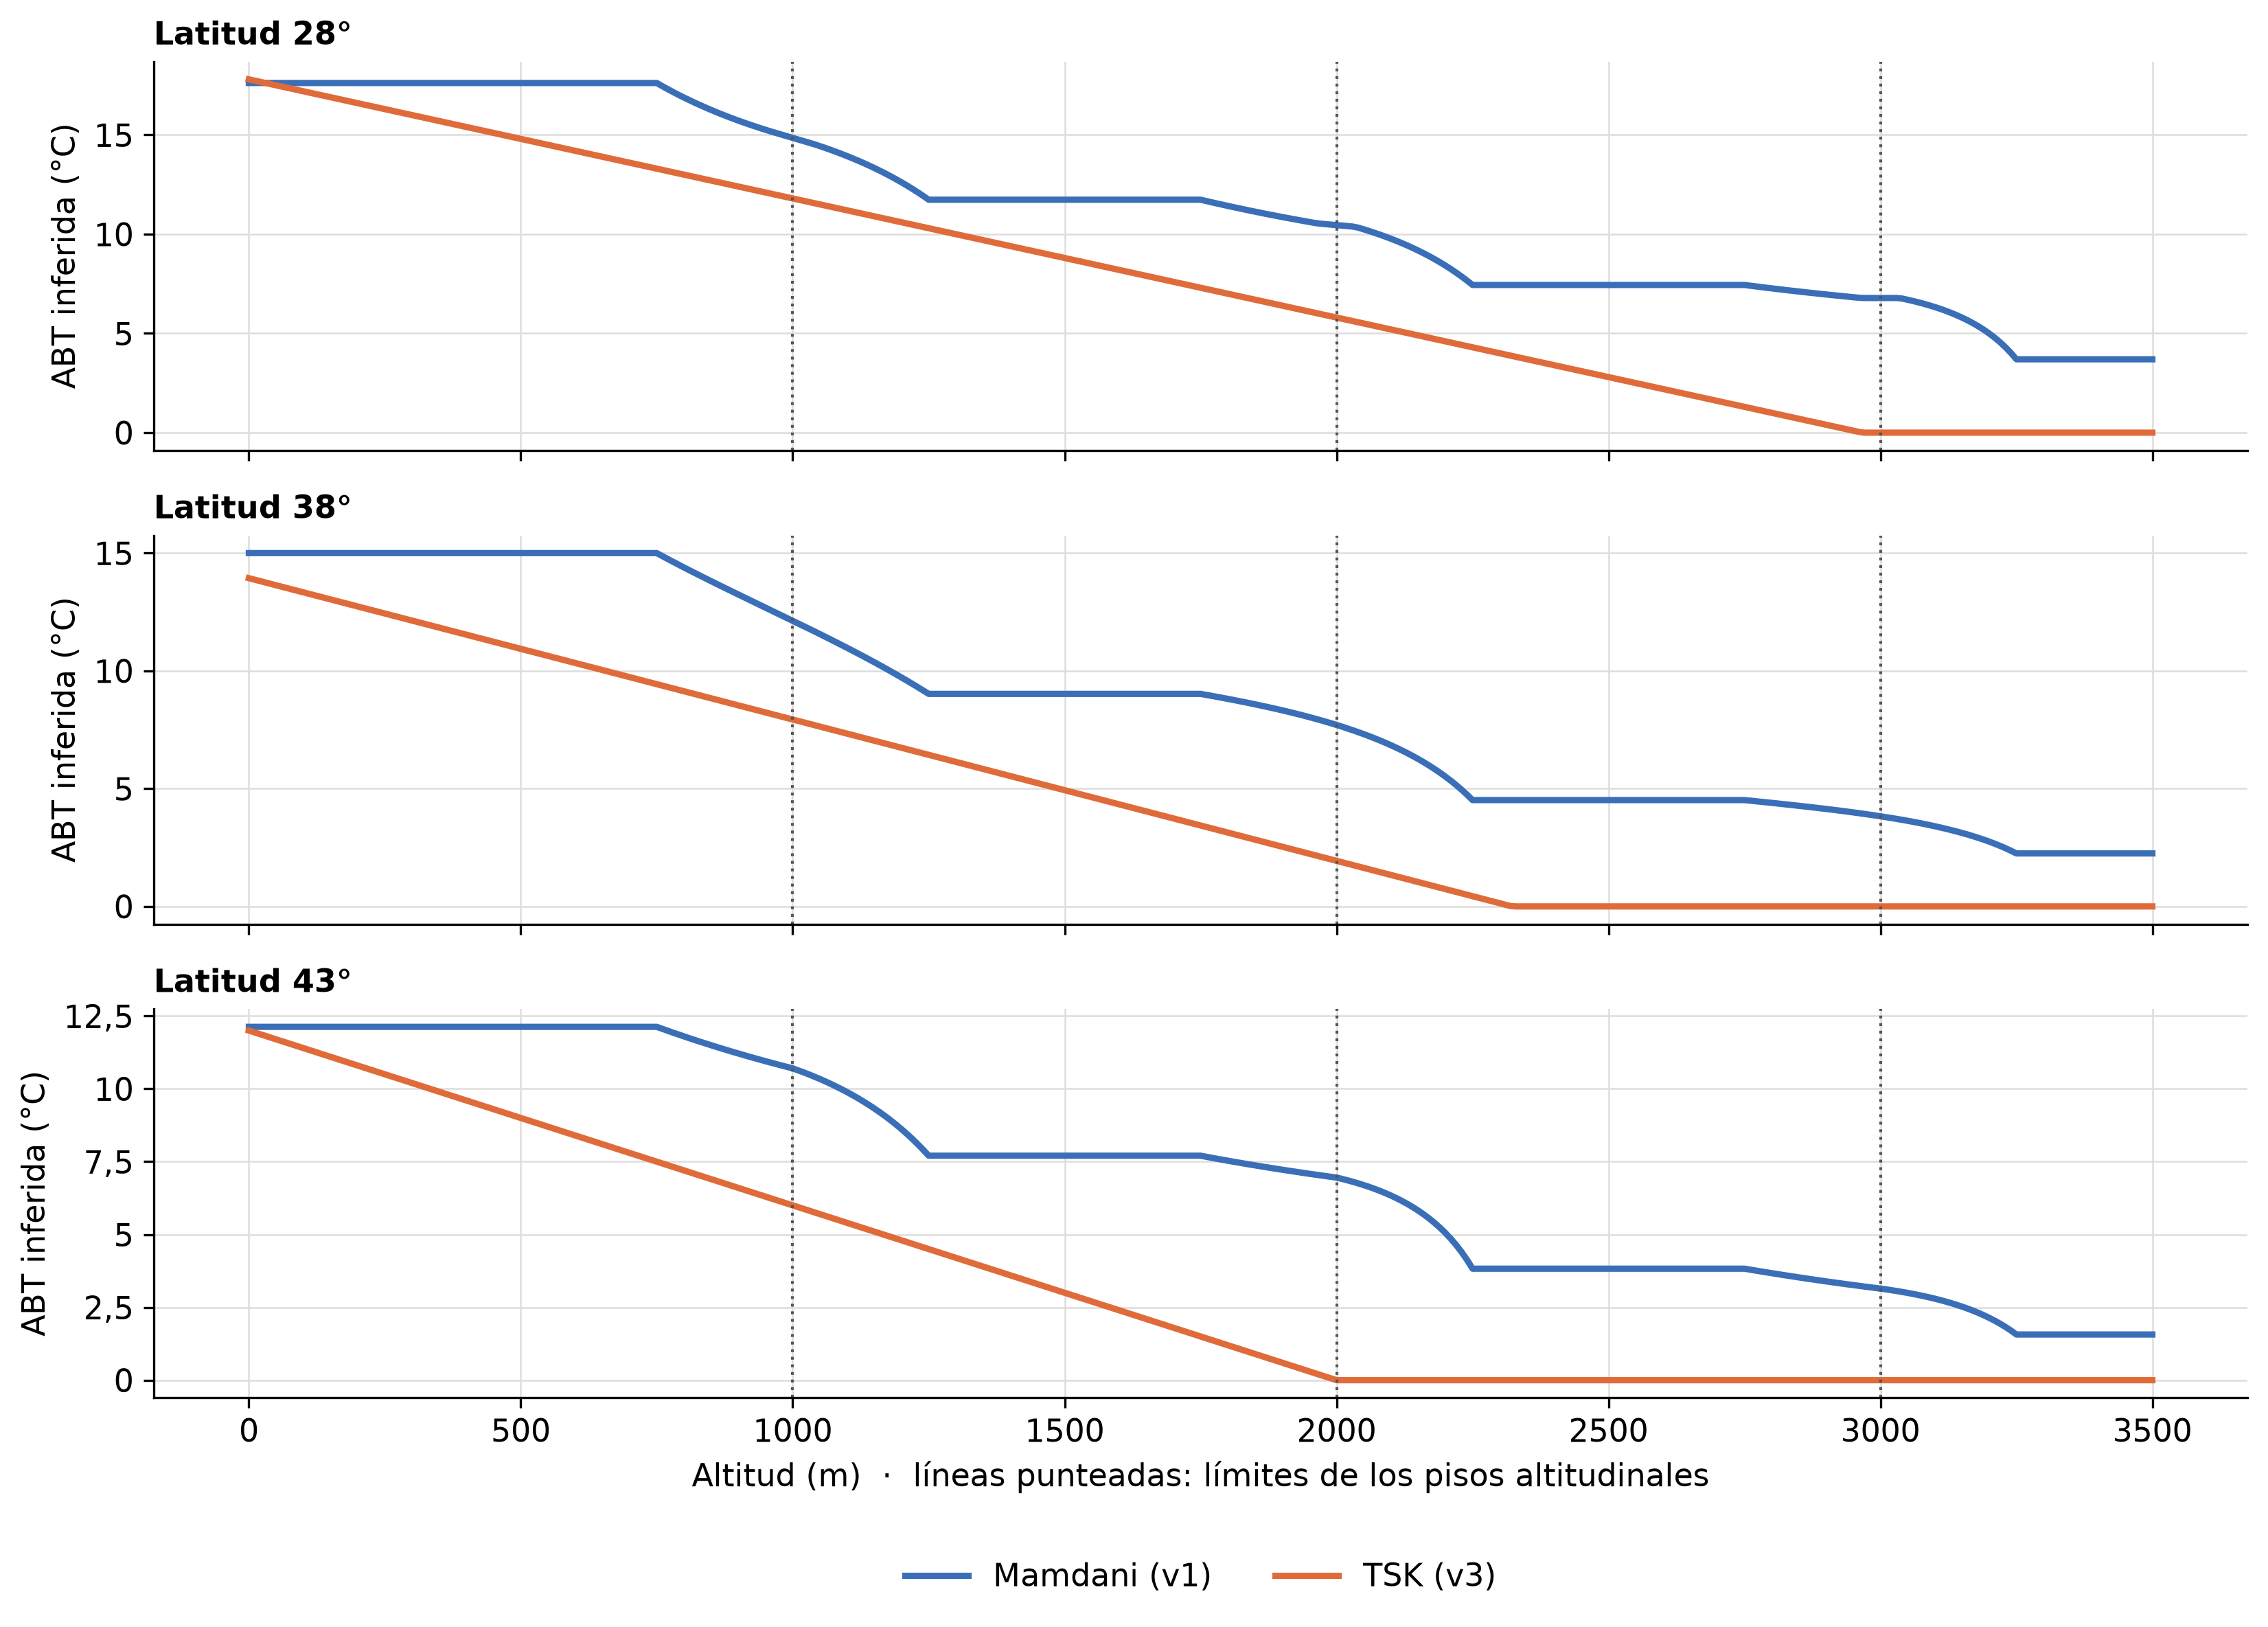 Latitud 28°
ABT inferida (°C)
15
10
5
0
Latitud 38°
ABT inferida (°C)
15
10
5
0
Latitud 43°
ABT inferida (°C)
12,5
10
7,5
5
2,5
0
0 500 1000 1500 2000 2500 3000 3500
Altitud (m) · líneas punteadas: límites de los pisos altitudinales
Mamdani (v1) TSK (v3)